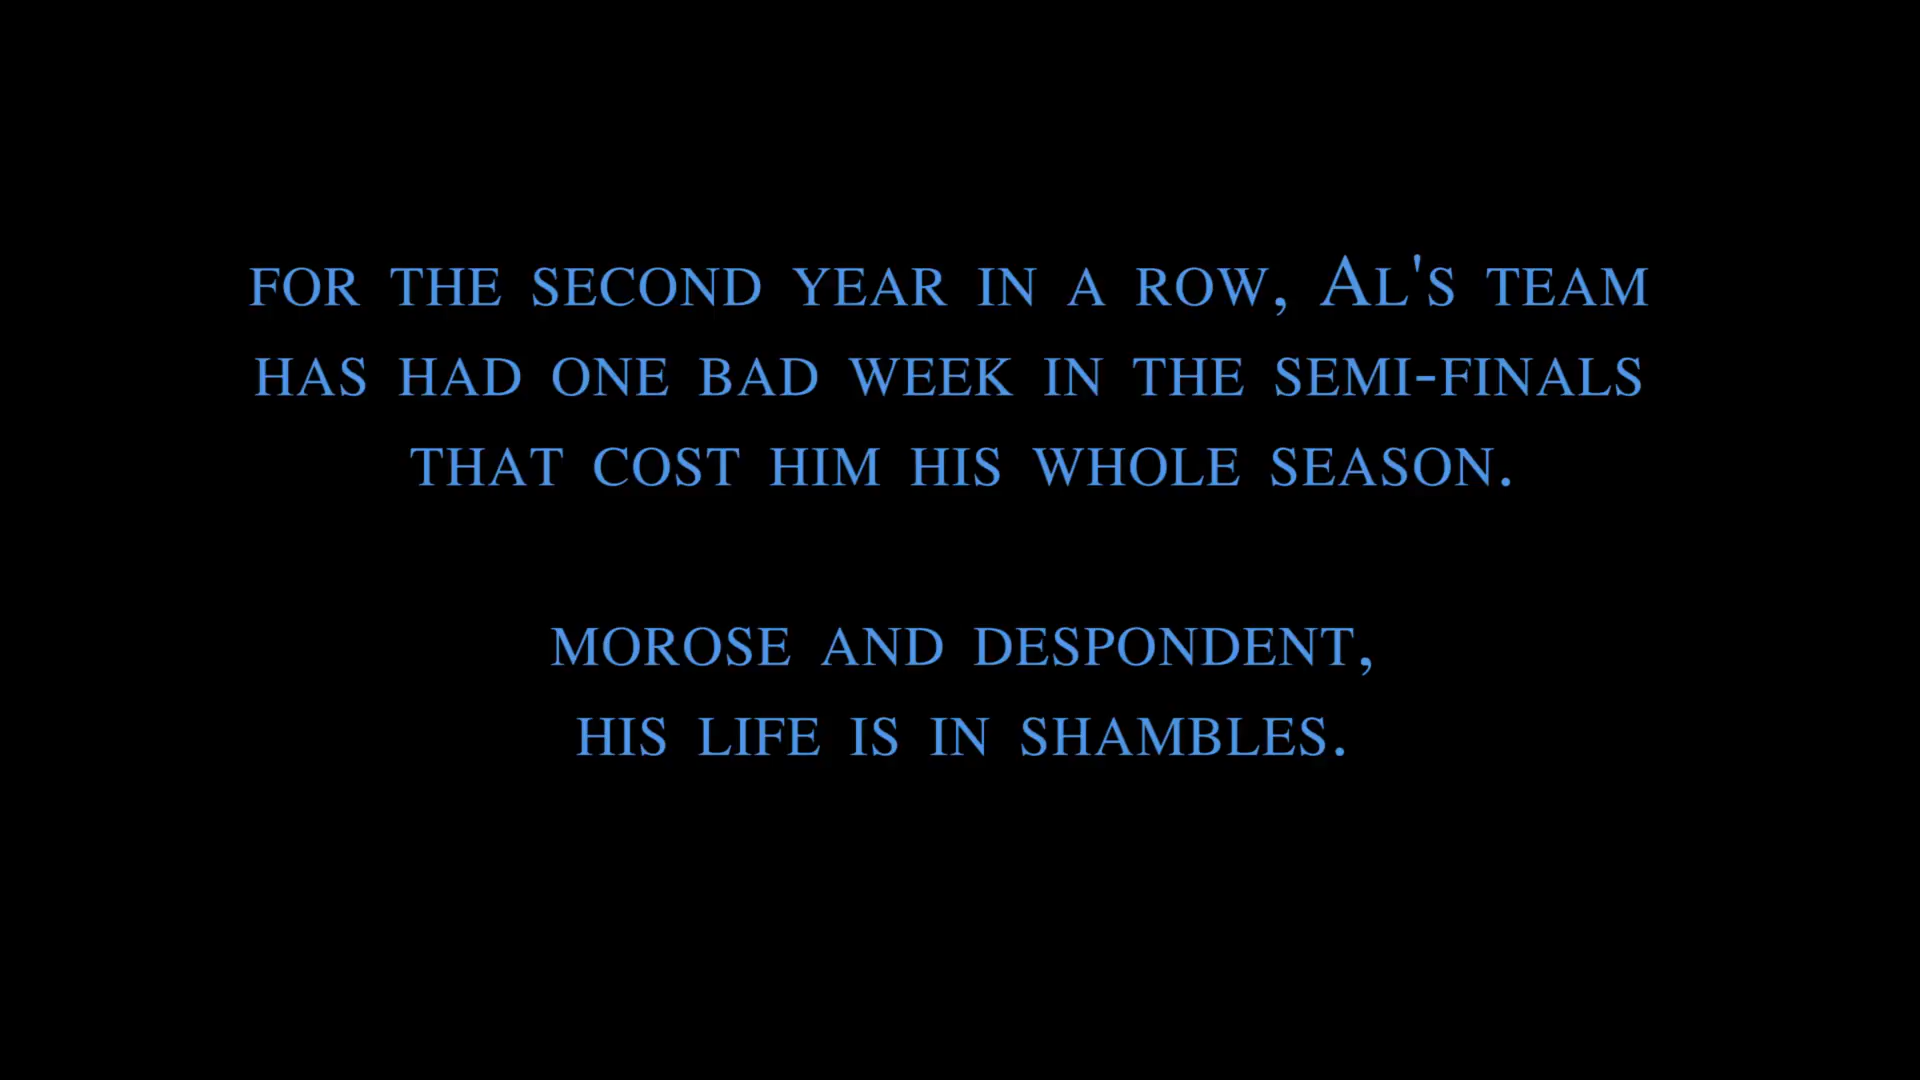 for the second year in a row, Al's team
has had one bad week in the semi-finals
that cost him his whole season.
morose and despondent,
his life is in shambles.